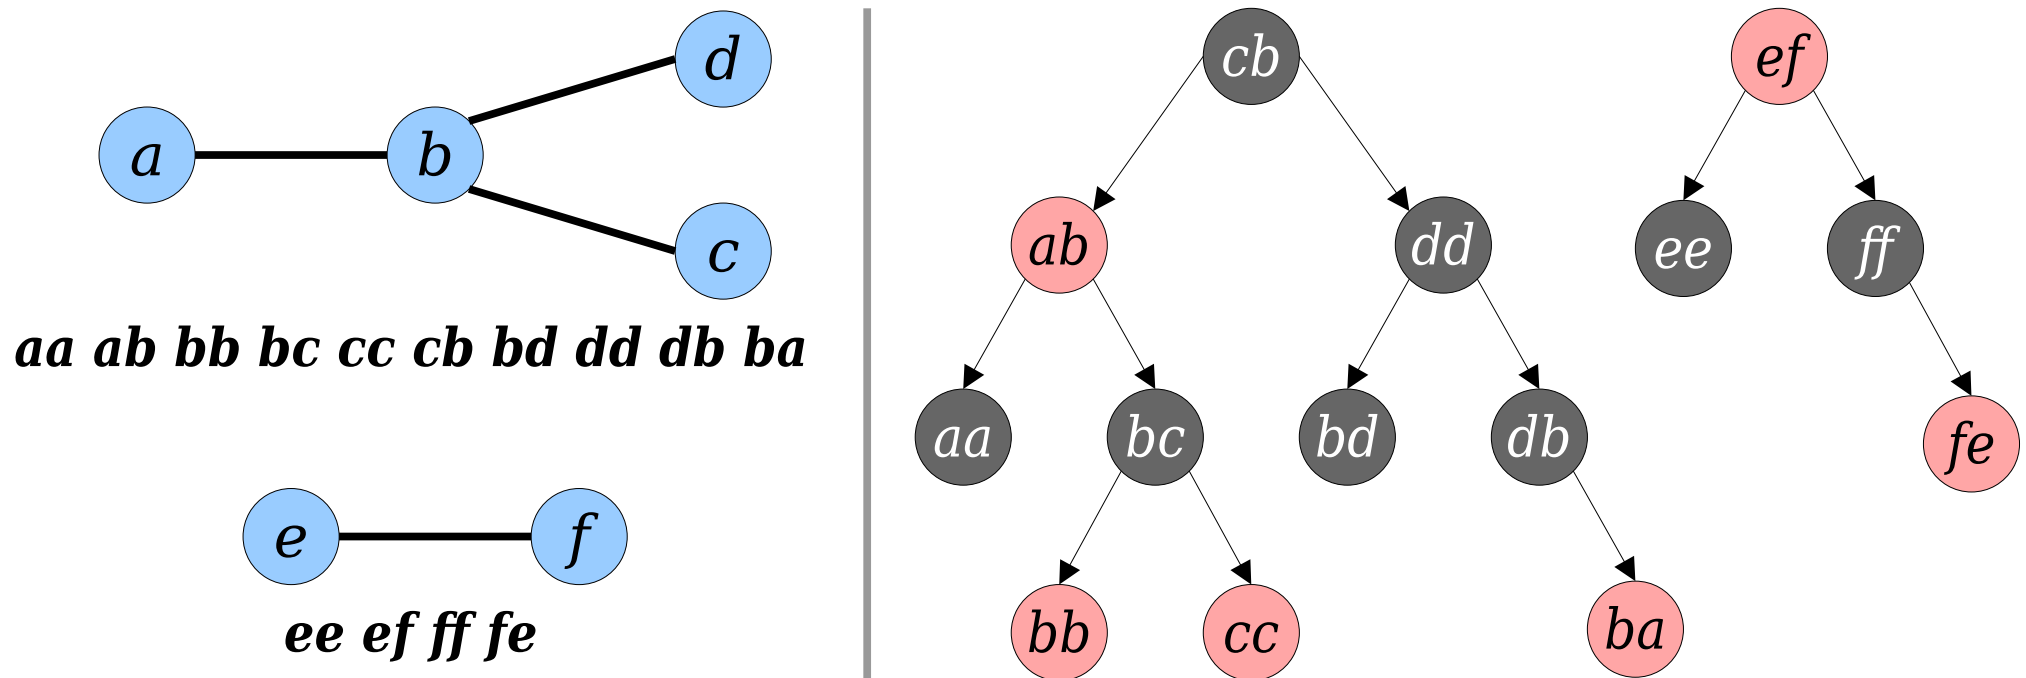 d
a
b
c
aa ab bb bc cc cb bd dd db ba
e
f
ee ef ff fe
cb
ab
dd
aa
bc
bd
db
bb
cc
ba
ef
ee
ff
fe